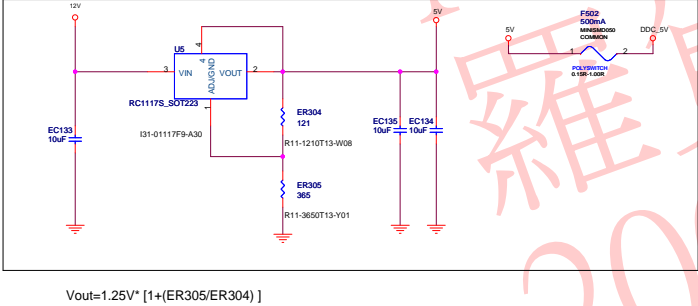 12V
5V
F502
500mA
MINISMD050
COMMON
5V
DDC_5V
1
2
POLYSWITCH
0.15R-1.00R
U5
4
4
3
VIN
ADJ/GND
VOUT
2
1
RC1117S_SOT223
I31-01117F9-A30
EC133
10uF
ER304
121
R11-1210T13-W08
EC135
10uF
EC134
10uF
ER305
365
R11-3650T13-Y01
羅
Vout=1.25V* [1+(ER305/ER304) ]